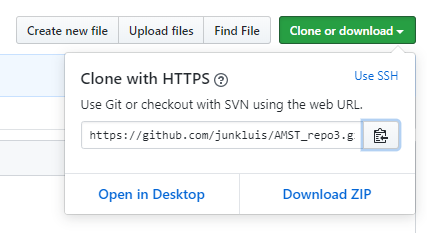 Create new file Upload files Find File Clone or download
Clone with HTTPS ? Use SSH
Use Git or checkout with SVN using the web URL.
https://github.com/junkluis/AMST_repo3.g
Open in Desktop Download ZIP